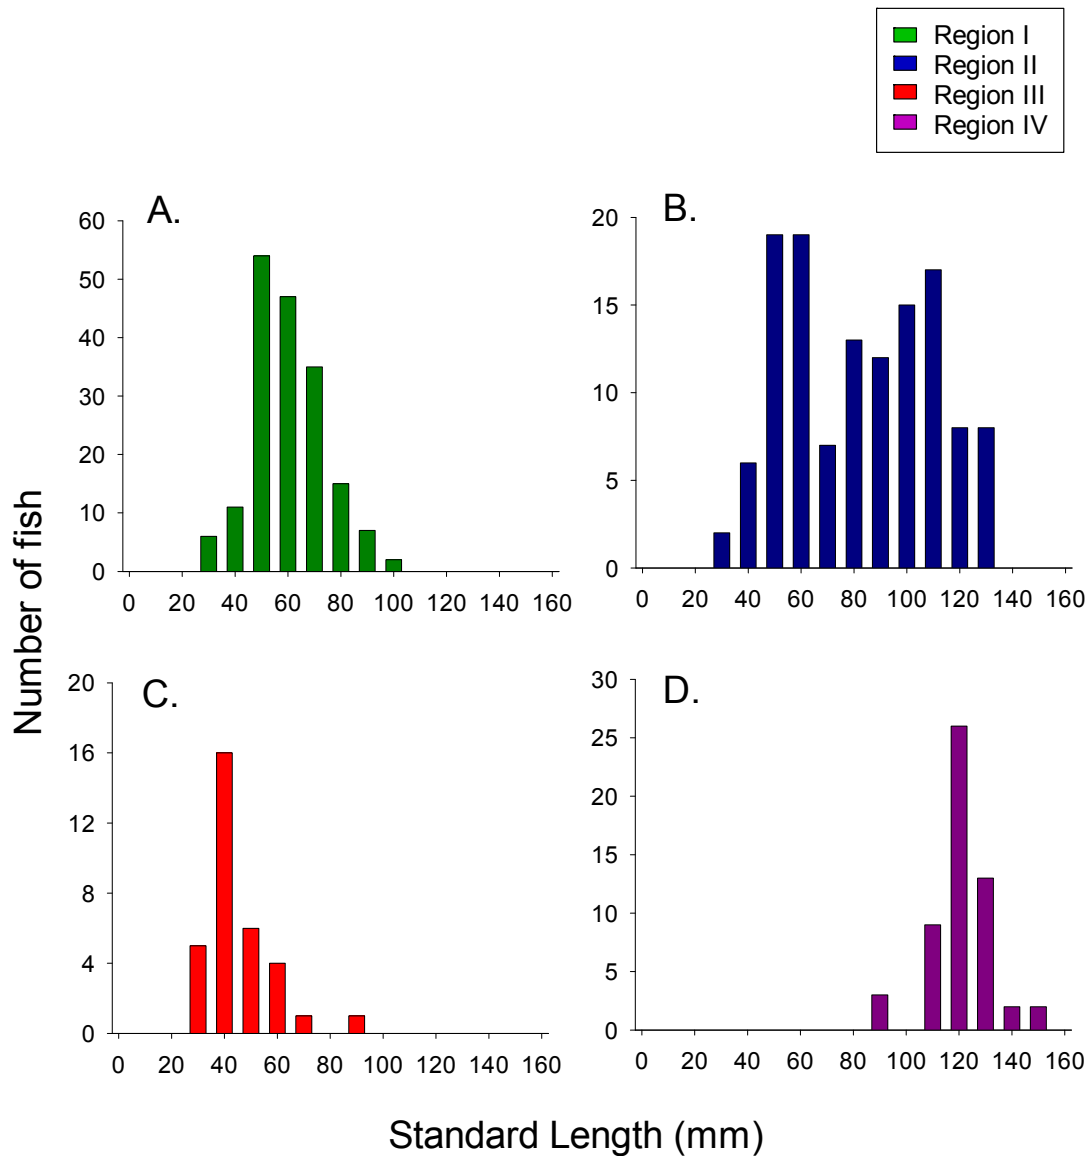 Region I
Region II
Region III
Region IV
A.
60
50
40
30
20
10
0
0 20 40 60 80 100 120 140 160
B.
20
15
10
5
0
0 20 40 60 80 100 120 140 160
Number of fish
C.
20
16
12
8
4
0
0 20 40 60 80 100 120 140 160
D.
30
25
20
15
10
5
0
0 20 40 60 80 100 120 140 160
Standard Length (mm)